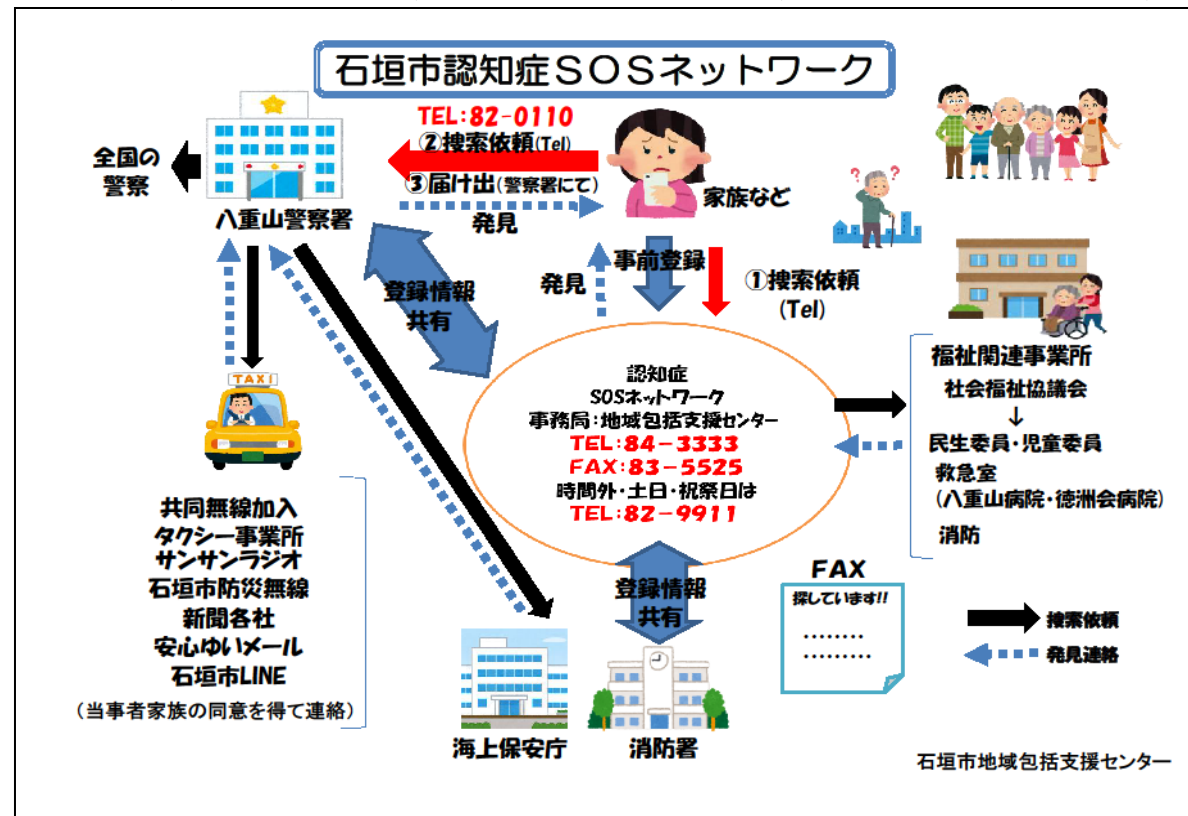 石垣市認知症SOSネットワーク
TEL:82-0110
②捜索依頼(Tel)
③届け出(警察署にて)
発見
全国の
警察
八重山警察署
家族など
事前登録
発見
①捜索依頼
(Tel)
登録情報
共有
TAXI
認知症
SOSネットワーク
事務局:地域包括支援センター
TEL:84-3333
FAX:83-5525
時間外・土日・祝祭日は
TEL:82-9911
福祉関連事業所
社会福祉協議会
↓
民生委員・児童委員
救急室
(八重山病院・徳洲会病院)
消防
共同無線加入
タクシー事業所
サンサンラジオ
石垣市防災無線
新聞各社
安心ゆいメール
石垣市LINE
(当事者家族の同意を得て連絡)
登録情報
共有
海上保安庁
消防署
FAX
探しています!!
………
………
捜索依頼
発見連絡
石垣市地域包括支援センター